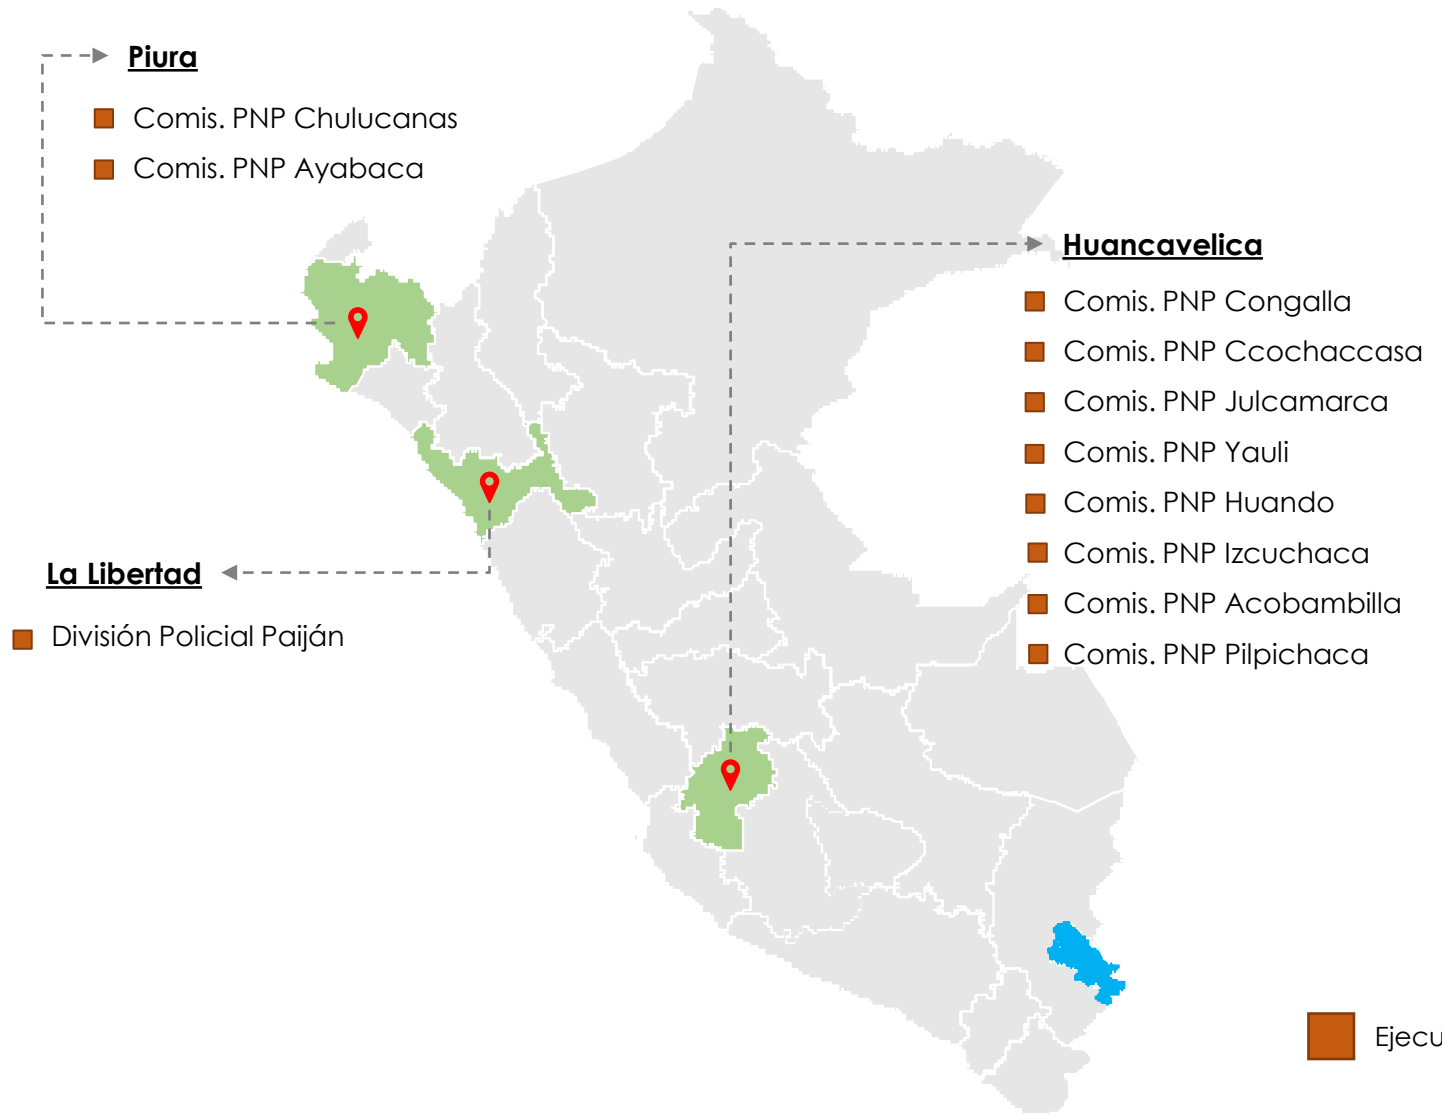 Piura
Comis. PNP Chulucanas
Comis. PNP Ayabaca
Huancavelica
Comis. PNP Congalla
Comis. PNP Ccochaccasa
Comis. PNP Julcamarca
Comis. PNP Yauli
Comis. PNP Huando
Comis. PNP Izcuchaca
Comis. PNP Acobambilla
Comis. PNP Pilpichaca
La Libertad
División Policial Paiján
Ejecu